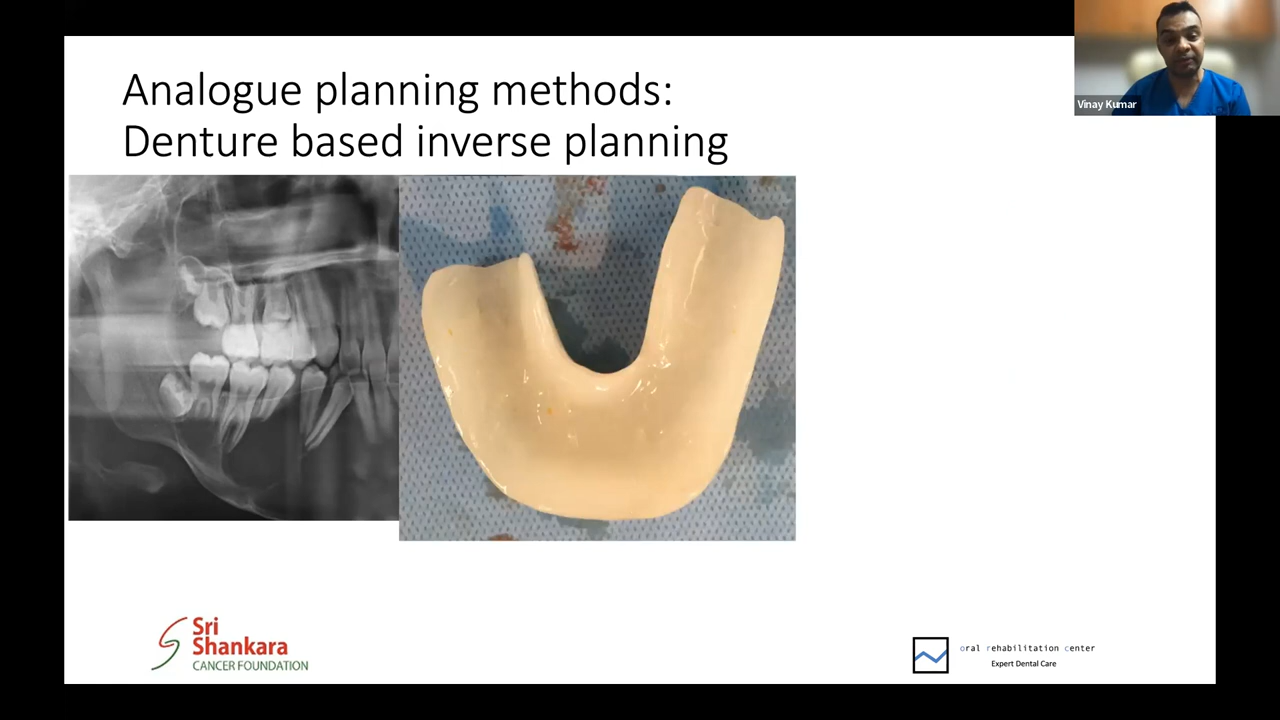 Analogue planning methods:
Denture based inverse planning
Vinay Kumar
Sri
Shankara
CANCER FOUNDATION
oral rehabilitation center
Expert Dental Care